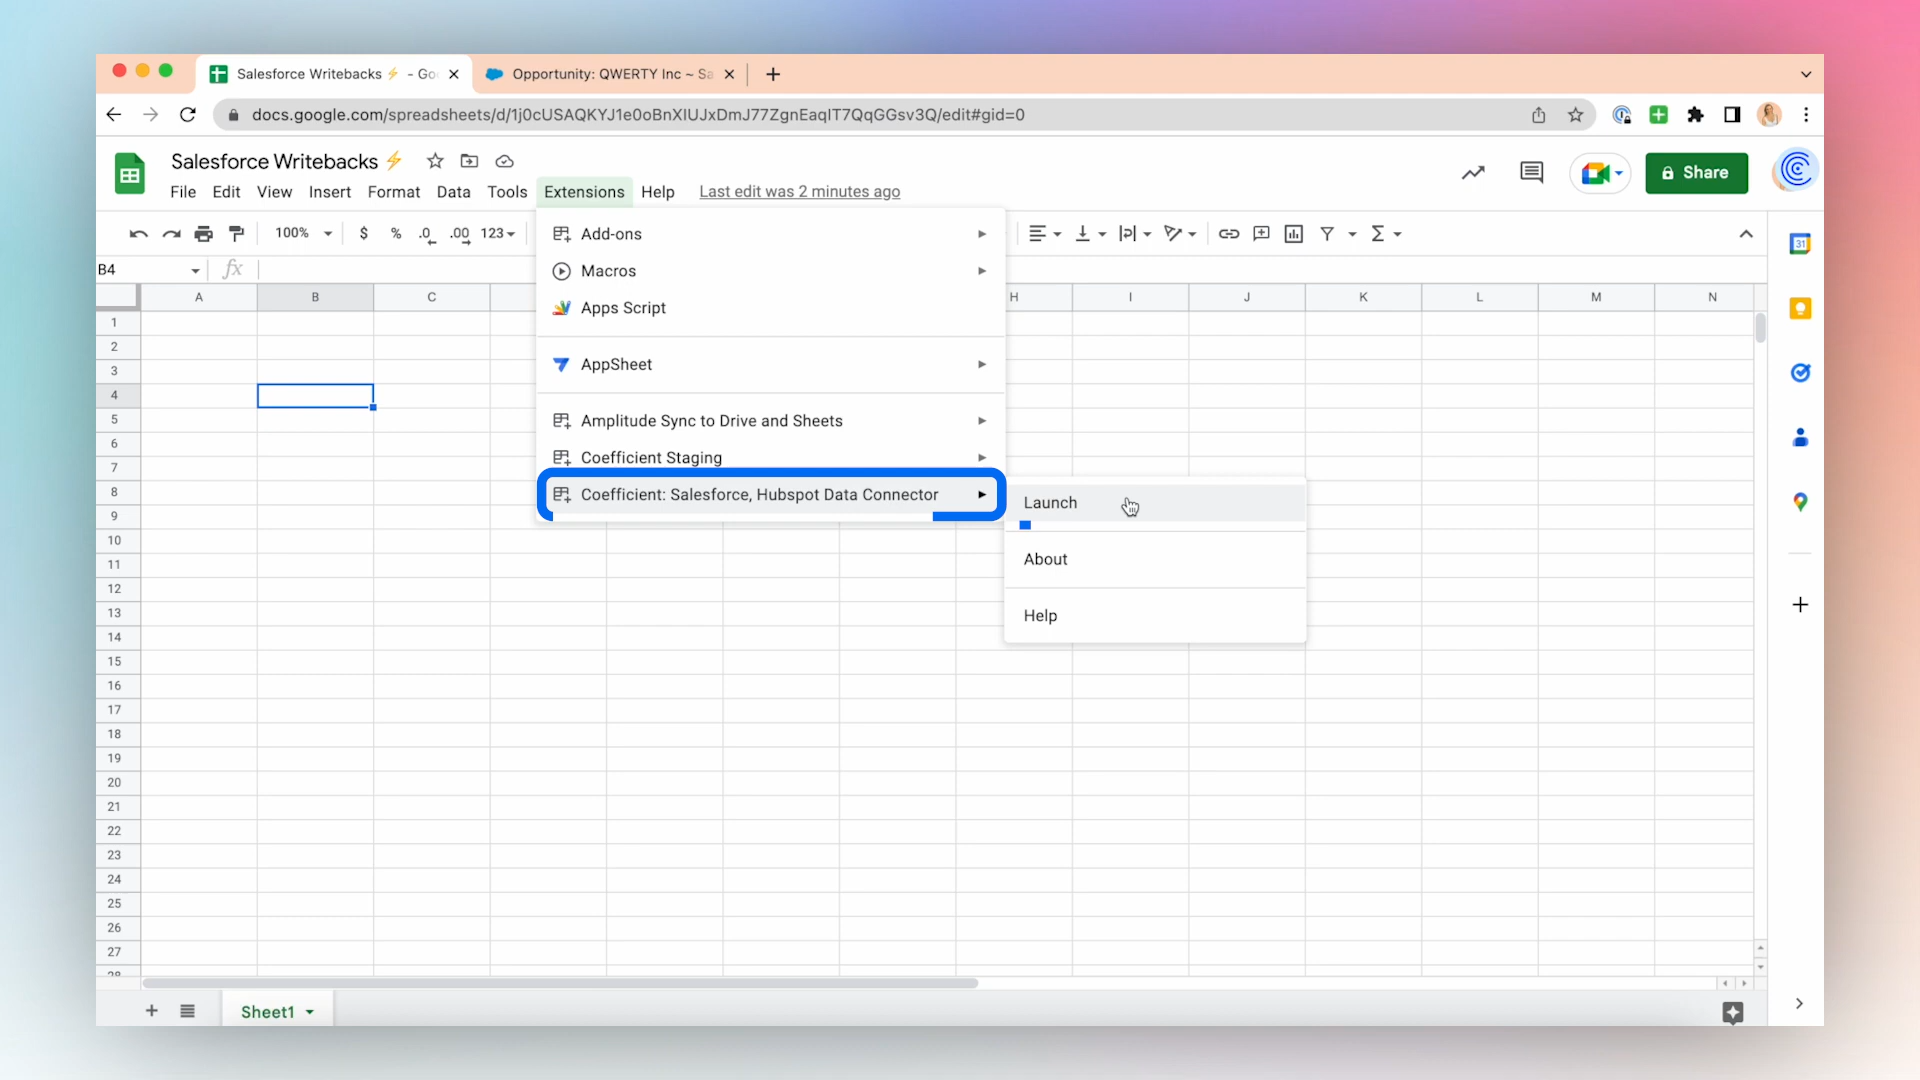 Salesforce Writebacks ⚡ - Goo
Opportunity: QWERTY Inc ~ Sa
docs.google.com/spreadsheets/d/1j0cUSAQKYJ1e0oBnXIUJxDmJ77ZgnEaqIT7QqGGsv3Q/edit#gid=0
Salesforce Writebacks⚡
Share
File Edit View Insert Format Data Tools Extensions Help Last edit was 2 minutes ago
100% $ % .0 .00 123
31
B4 fx
A B C H I J K L M N
Add-ons
Macros
Apps Script
AppSheet
Amplitude Sync to Drive and Sheets
Coefficient Staging
Coefficient: Salesforce, Hubspot Data Connector
Launch
About
Help
1
2
3
4
5
6
7
8
9
10
11
12
13
14
15
16
17
18
19
20
21
22
23
24
25
26
27
28
Sheet1